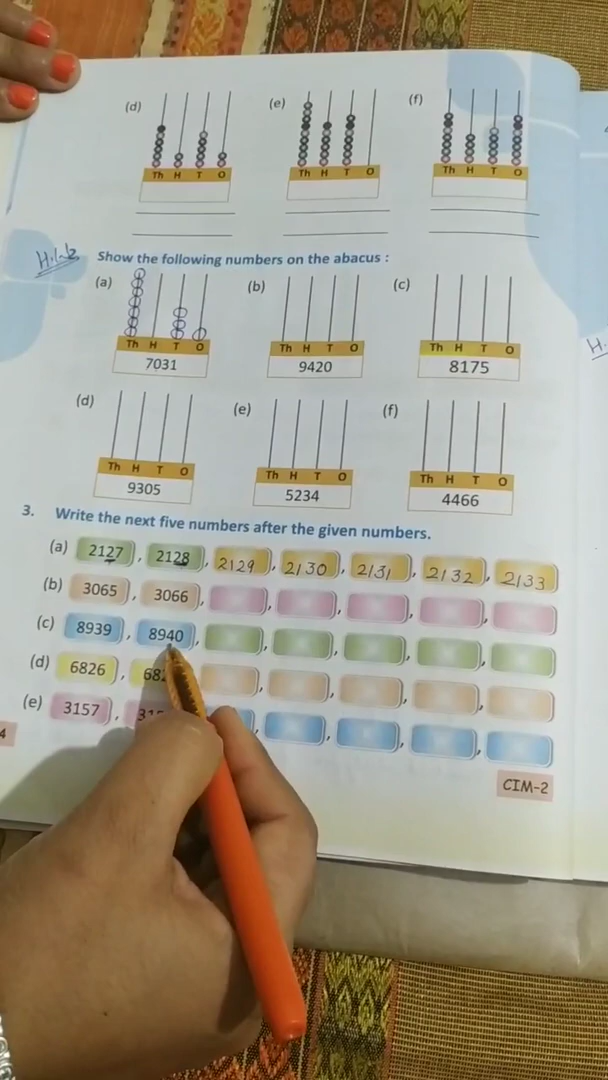 (d) (e) (f)
Th H T O Th H T O Th H T O
Show the following numbers on the abacus :
(a) (b) (c)
Th H T O Th H T O Th H T O
7031 9420 8175
(d) (e) (f)
Th H T O Th H T O Th H T O
9305 5234 4466
3. Write the next five numbers after the given numbers.
(a) 2127, 2128, 2129, 2130, 2131, 2132, 2133
(b) 3065, 3066,
(c) 8939, 8940,
(d) 6826,
(e) 3157,
4
CIM-2
H.